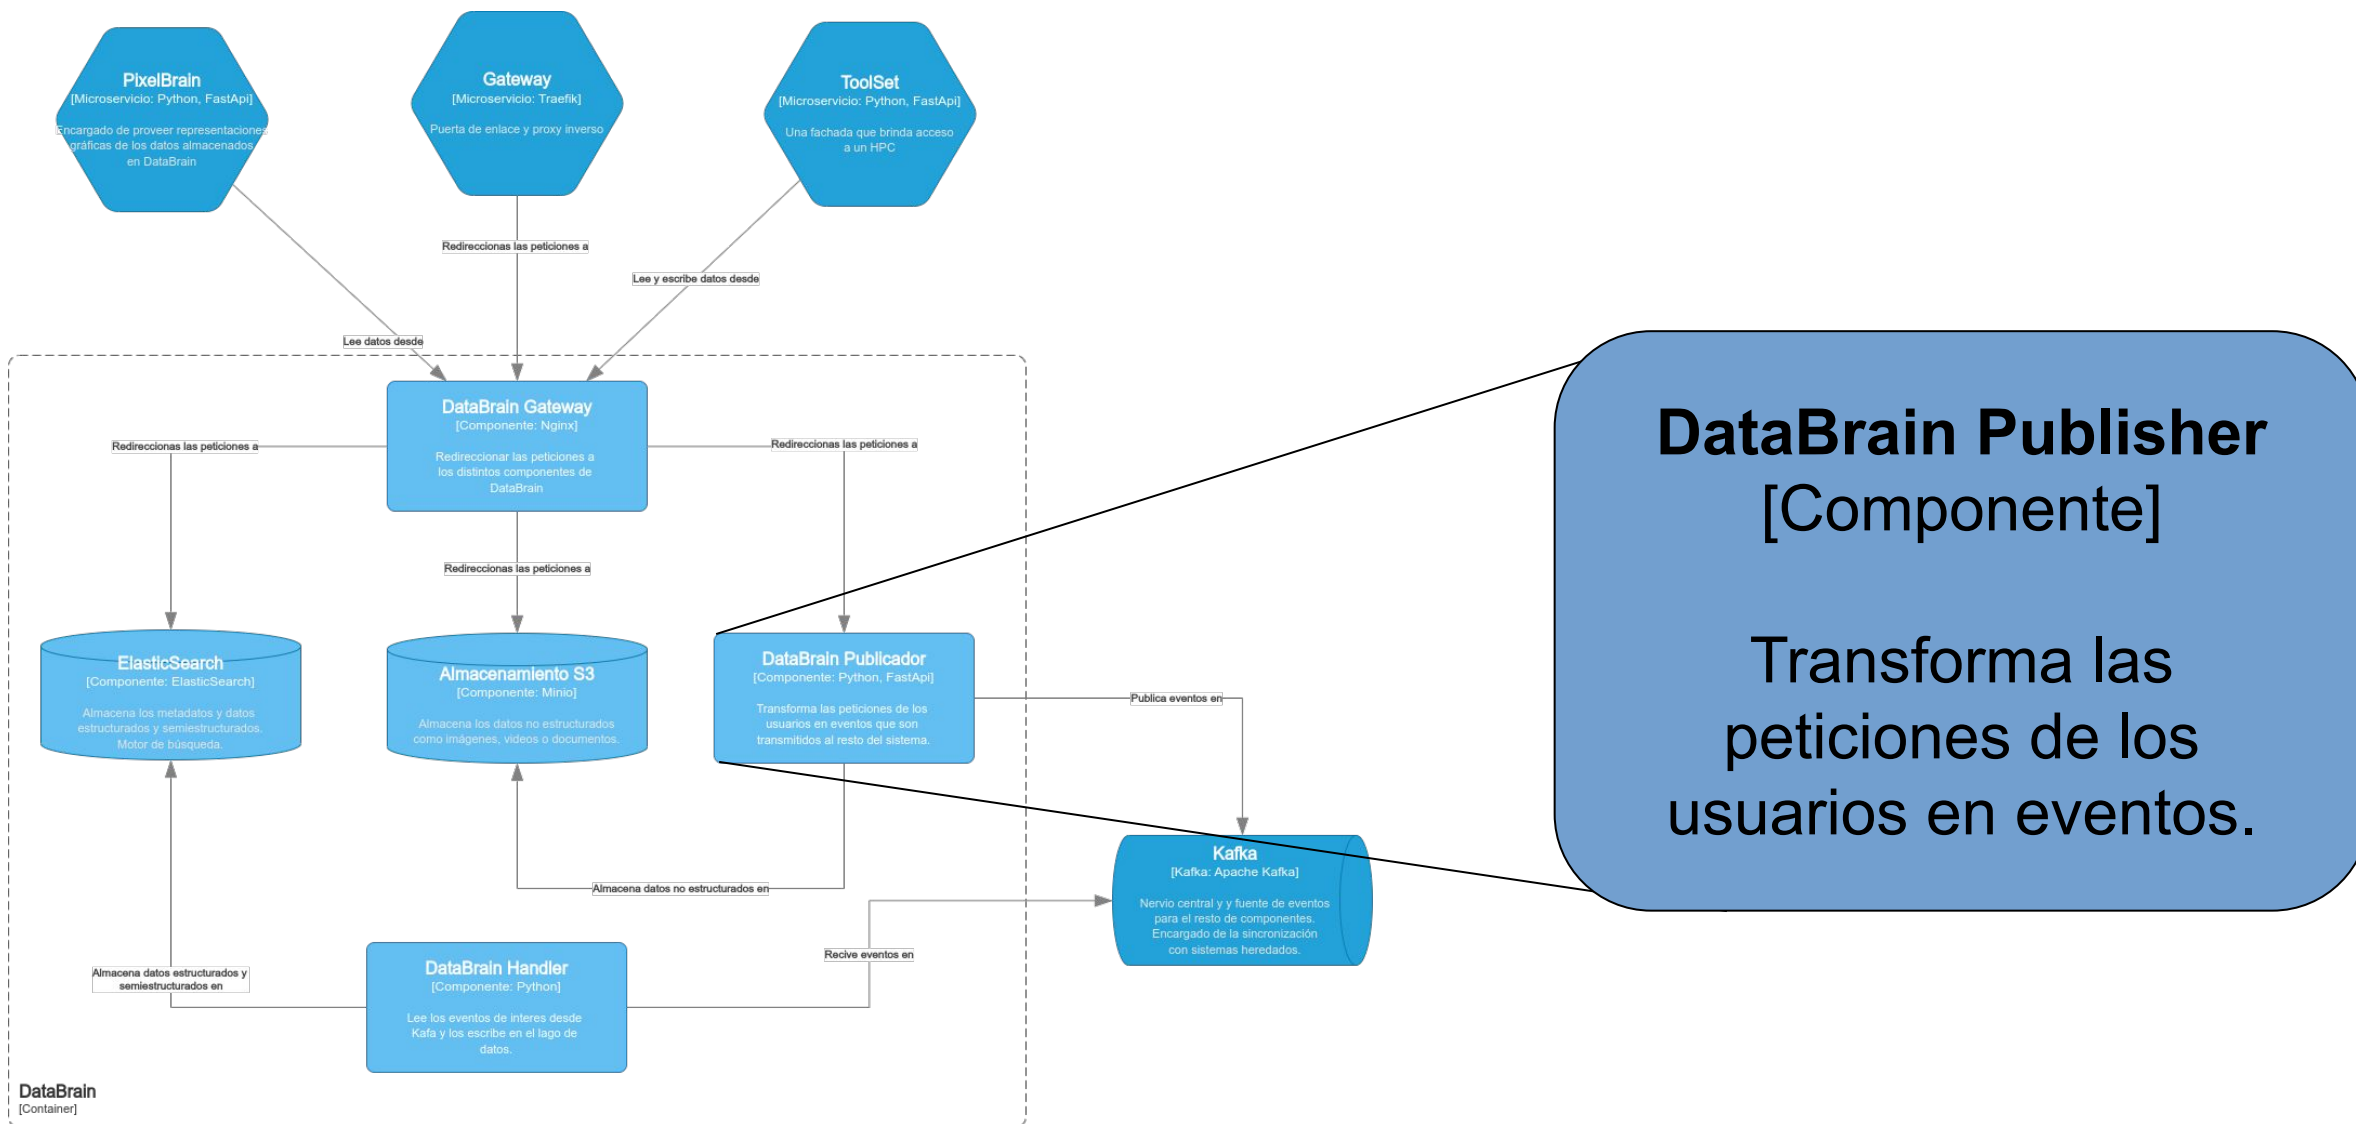 PixelBrain
[Microservicio: Python, FastApi]
Encargado de proveer representaciones
gráficas de los datos almacenados
en DataBrain
Gateway
[Microservicio: Traefik]
Puerta de enlace y proxy inverso
ToolSet
[Microservicio: Python, FastApi]
Una fachada que brinda acceso
a un HPC
Redireccionas las peticiones a
Lee y escribe datos desde
Lee datos desde
DataBrain Gateway
[Componente: Nginx]
Redireccionar las peticiones a
los distintos componentes de
DataBrain
Redireccionas las peticiones a
Redireccionas las peticiones a
Redireccionas las peticiones a
ElasticSearch
[Componente: ElasticSearch]
Almacena los metadatos y datos
estructurados y semiestructurados.
Motor de búsqueda.
Almacenamiento S3
[Componente: Minio]
Almacena los datos no estructurados
como imágenes, videos o documentos.
DataBrain Publicador
[Componente: Python, FastApi]
Transforma las peticiones de los
usuarios en eventos que son
transmitidos al resto del sistema.
Publica eventos en
Almacena datos no estructurados en
Kafka
[Kafka: Apache Kafka]
Nervio central y y fuente de eventos
para el resto de componentes.
Encargado de la sincronización
con sistemas heredados.
Recive eventos en
Almacena datos estructurados y
semiestructurados en
DataBrain Handler
[Componente: Python]
Lee los eventos de interes desde
Kafa y los escribe en el lago de
datos.
DataBrain
[Container]
DataBrain Publisher
[Componente]
Transforma las
peticiones de los
usuarios en eventos.